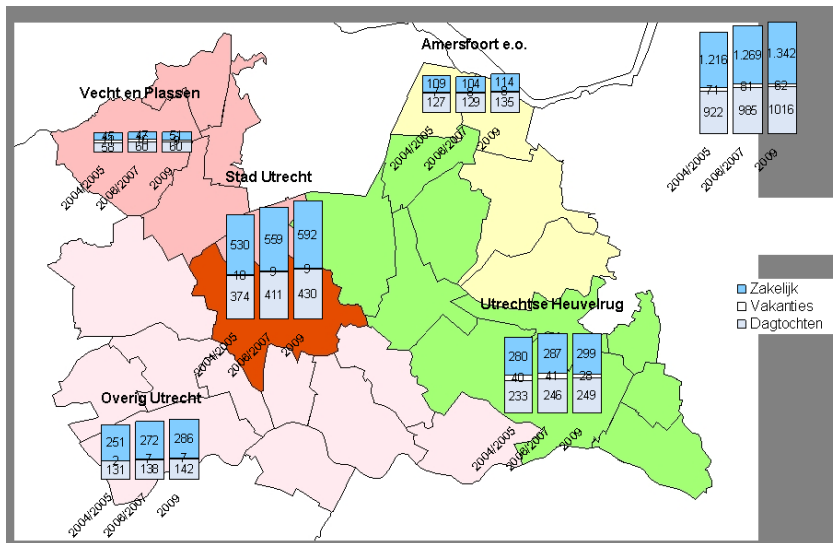 Amersfoort e.o.
109 104 114
7 8 8
127 129 135
2004/2005 2006/2007 2009
1.216 1.269 1.342
71 81 62
922 985 1016
2004/2005 2006/2007 2009
Vecht en Plassen
45 47 51
58 60 60
2004/2005 2006/2007 2009
Stad Utrecht
530 559 592
18 9 9
374 411 430
2004/2005 2006/2007 2009
Zakelijk
Vakanties
Dagtochten
Utrechtse Heuvelrug
280 287 299
40 41 28
233 246 249
2004/2005 2006/2007 2009
Overig Utrecht
251 272 286
2 7 7
131 138 142
2004/2005 2006/2007 2009